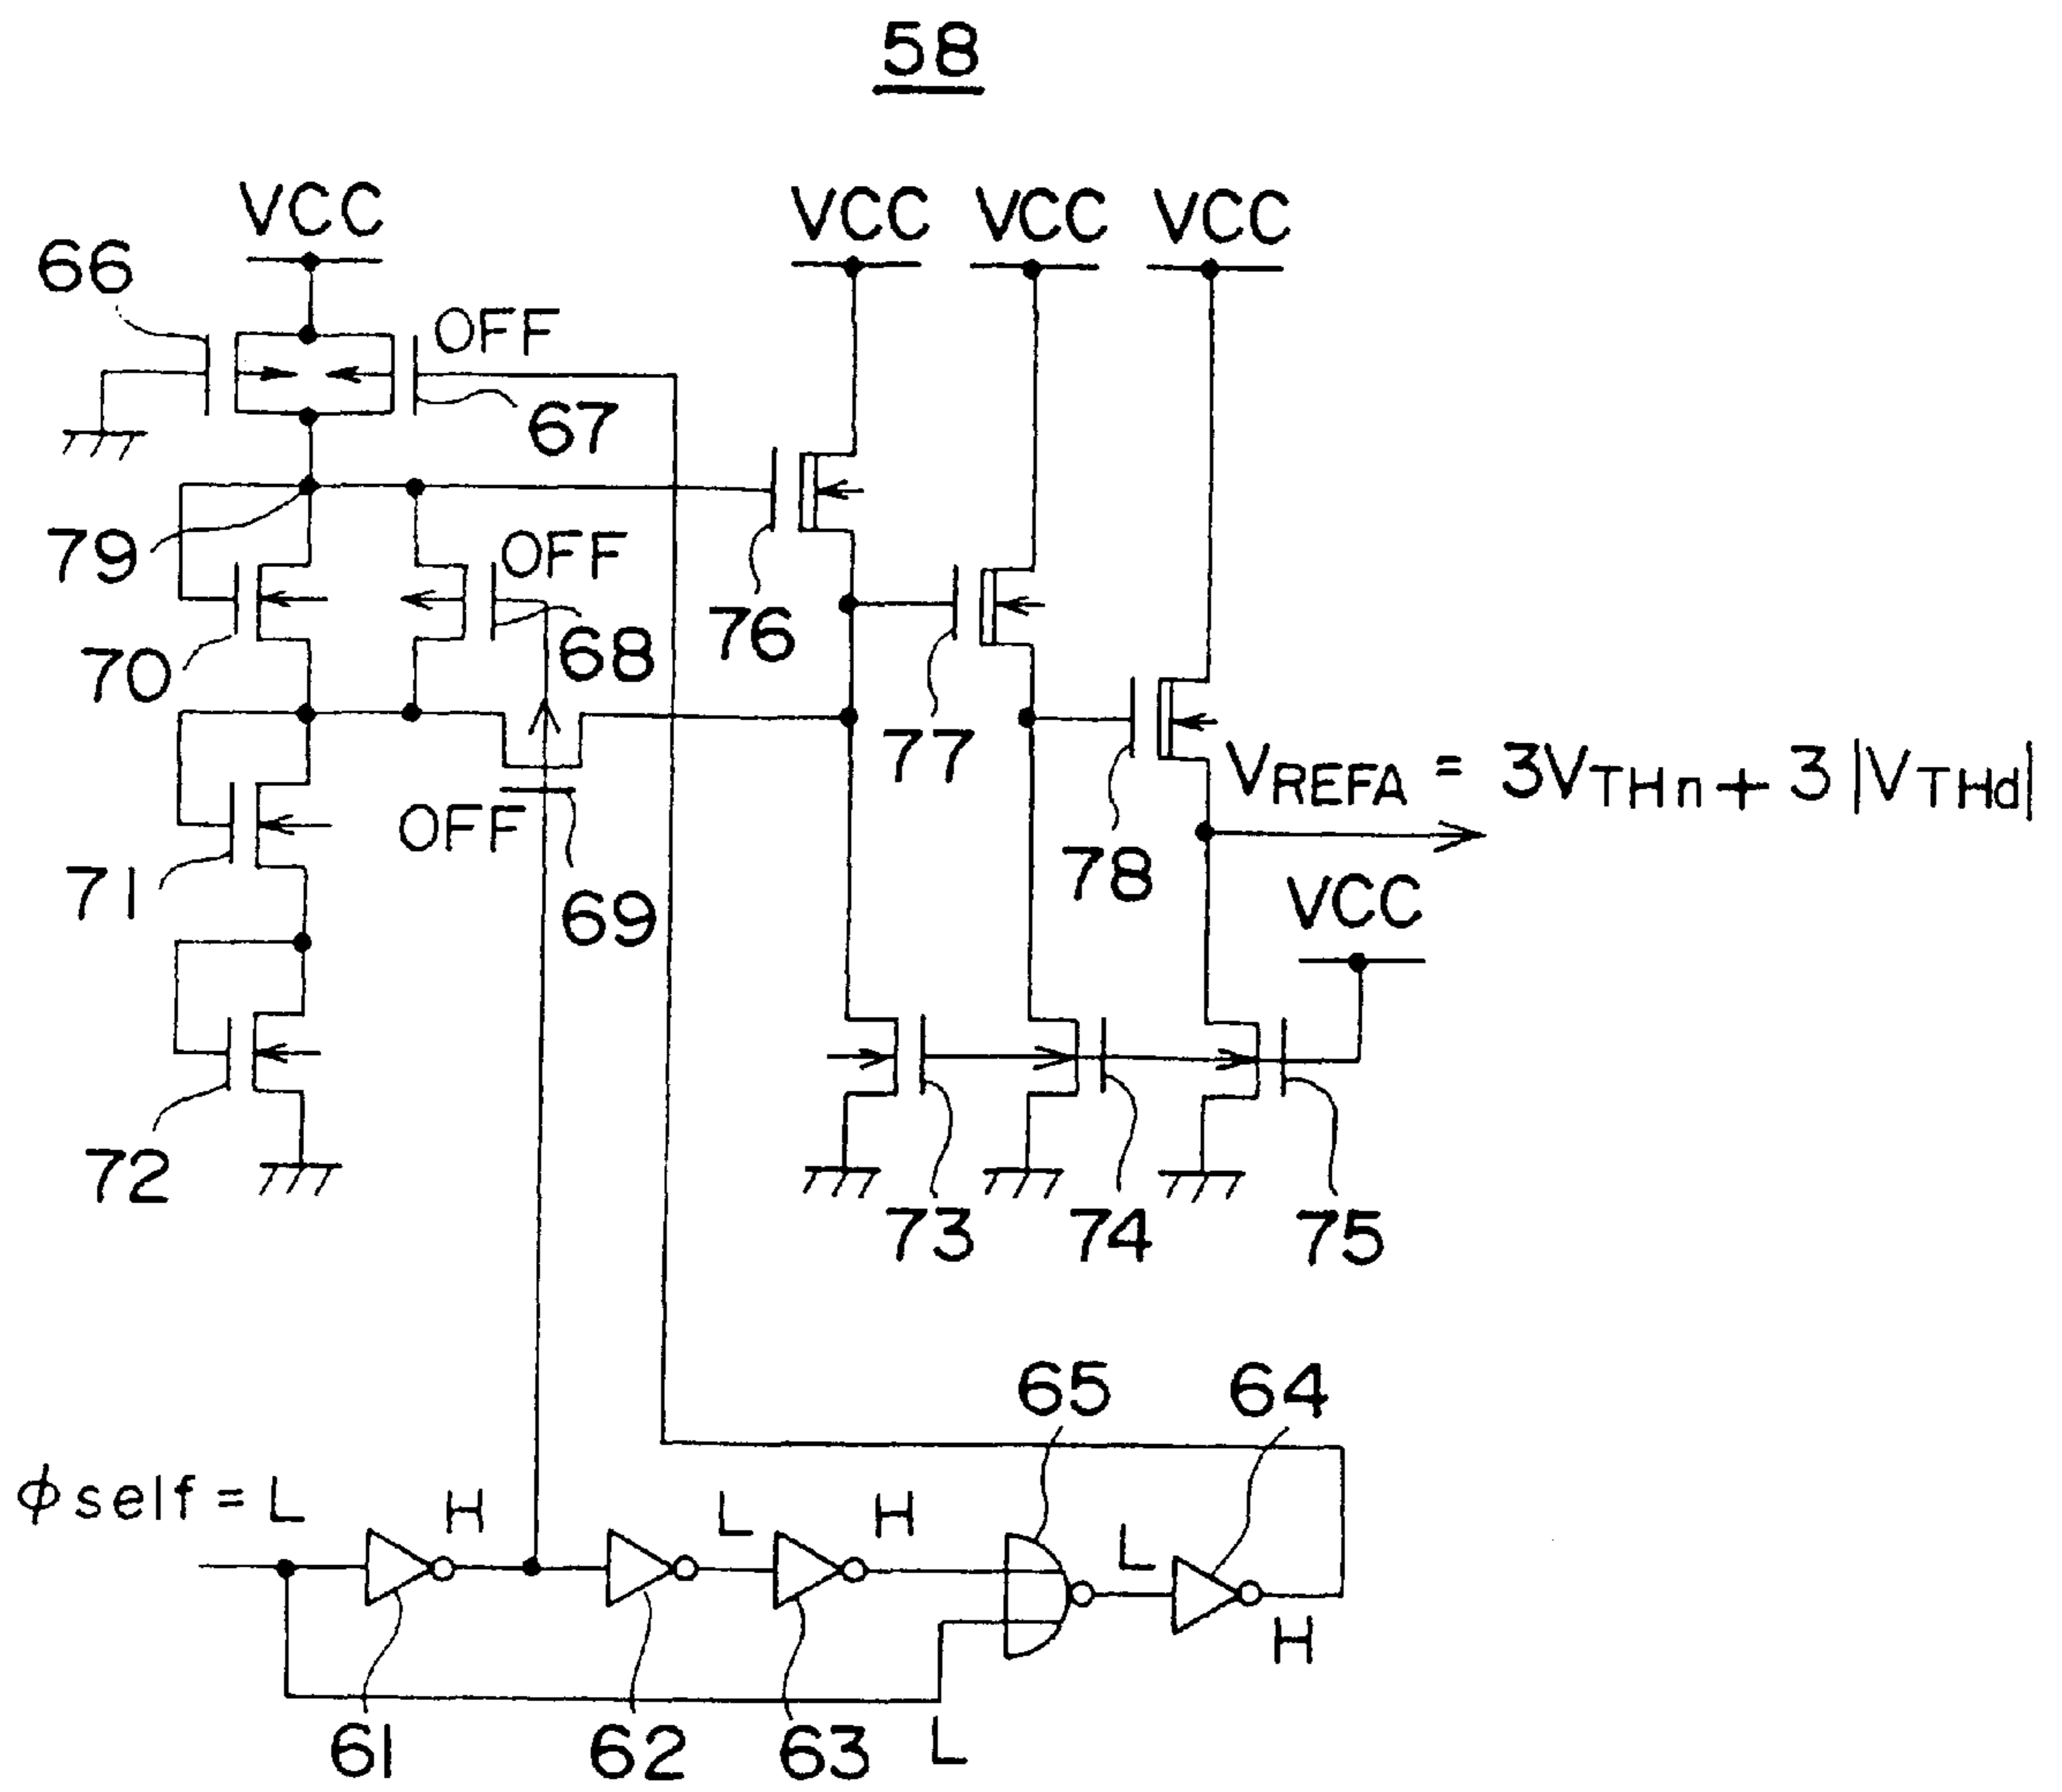 58
VCC
VCC VCC VCC
66
OFF
67
79
OFF
68
76
70
77
VREFA = 3VTHn + 3|VTHd|
OFF
78
71
69
VCC
72
73
74
75
65
64
φself = L
H
L
H
L
H
61
62
63
L